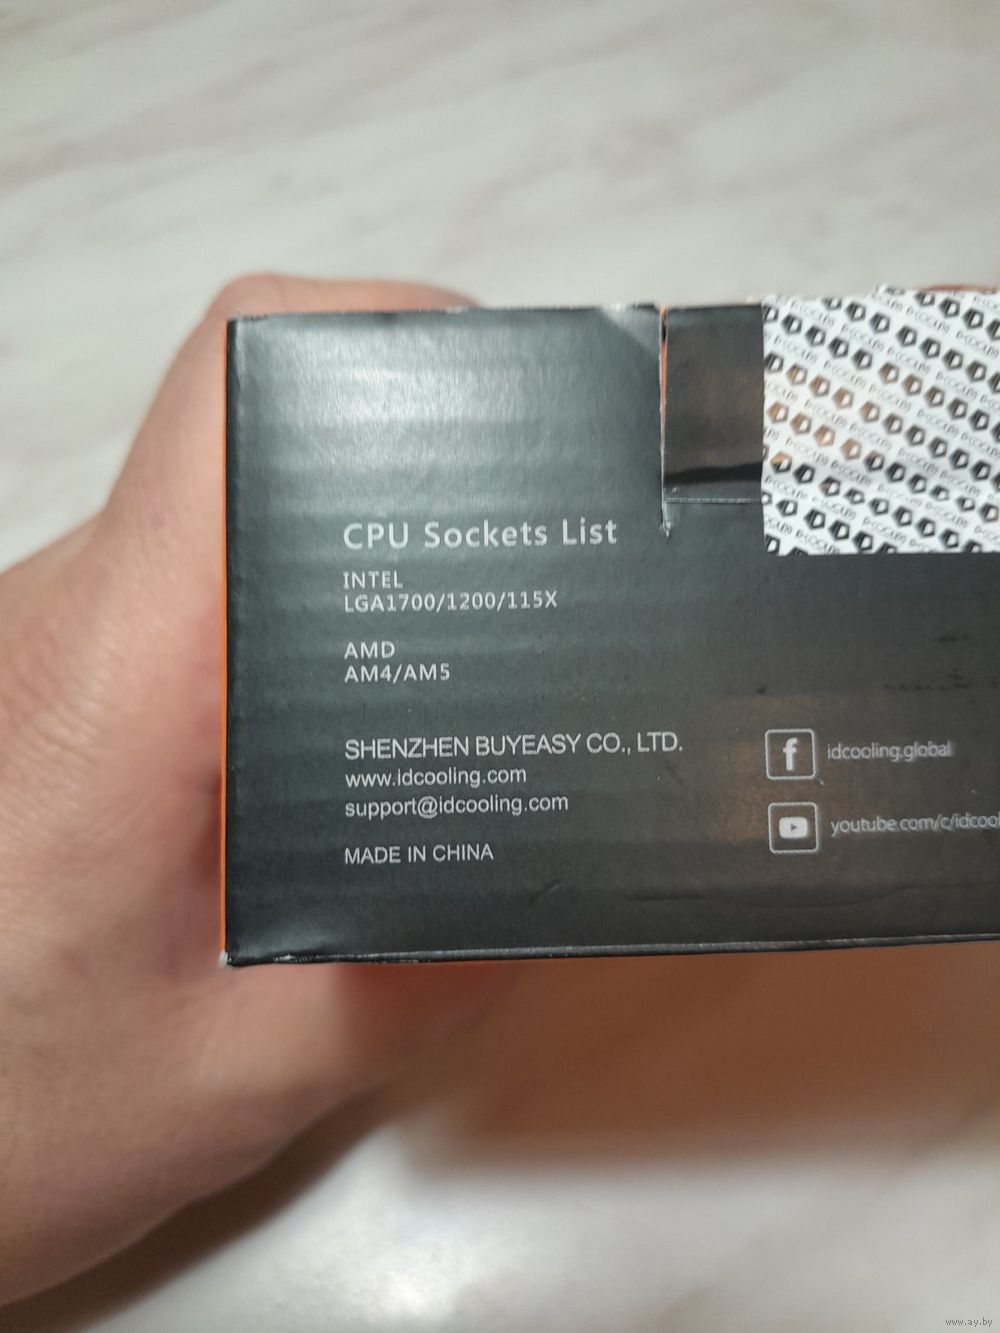 CPU Sockets List
INTEL
LGA1700/1200/115X
AMD
AM4/AM5
SHENZHEN BUYEASY CO., LTD.
www.idcooling.com
support@idcooling.com
MADE IN CHINA
idcooling.global
youtube.com/c/idcool
www.ay.by